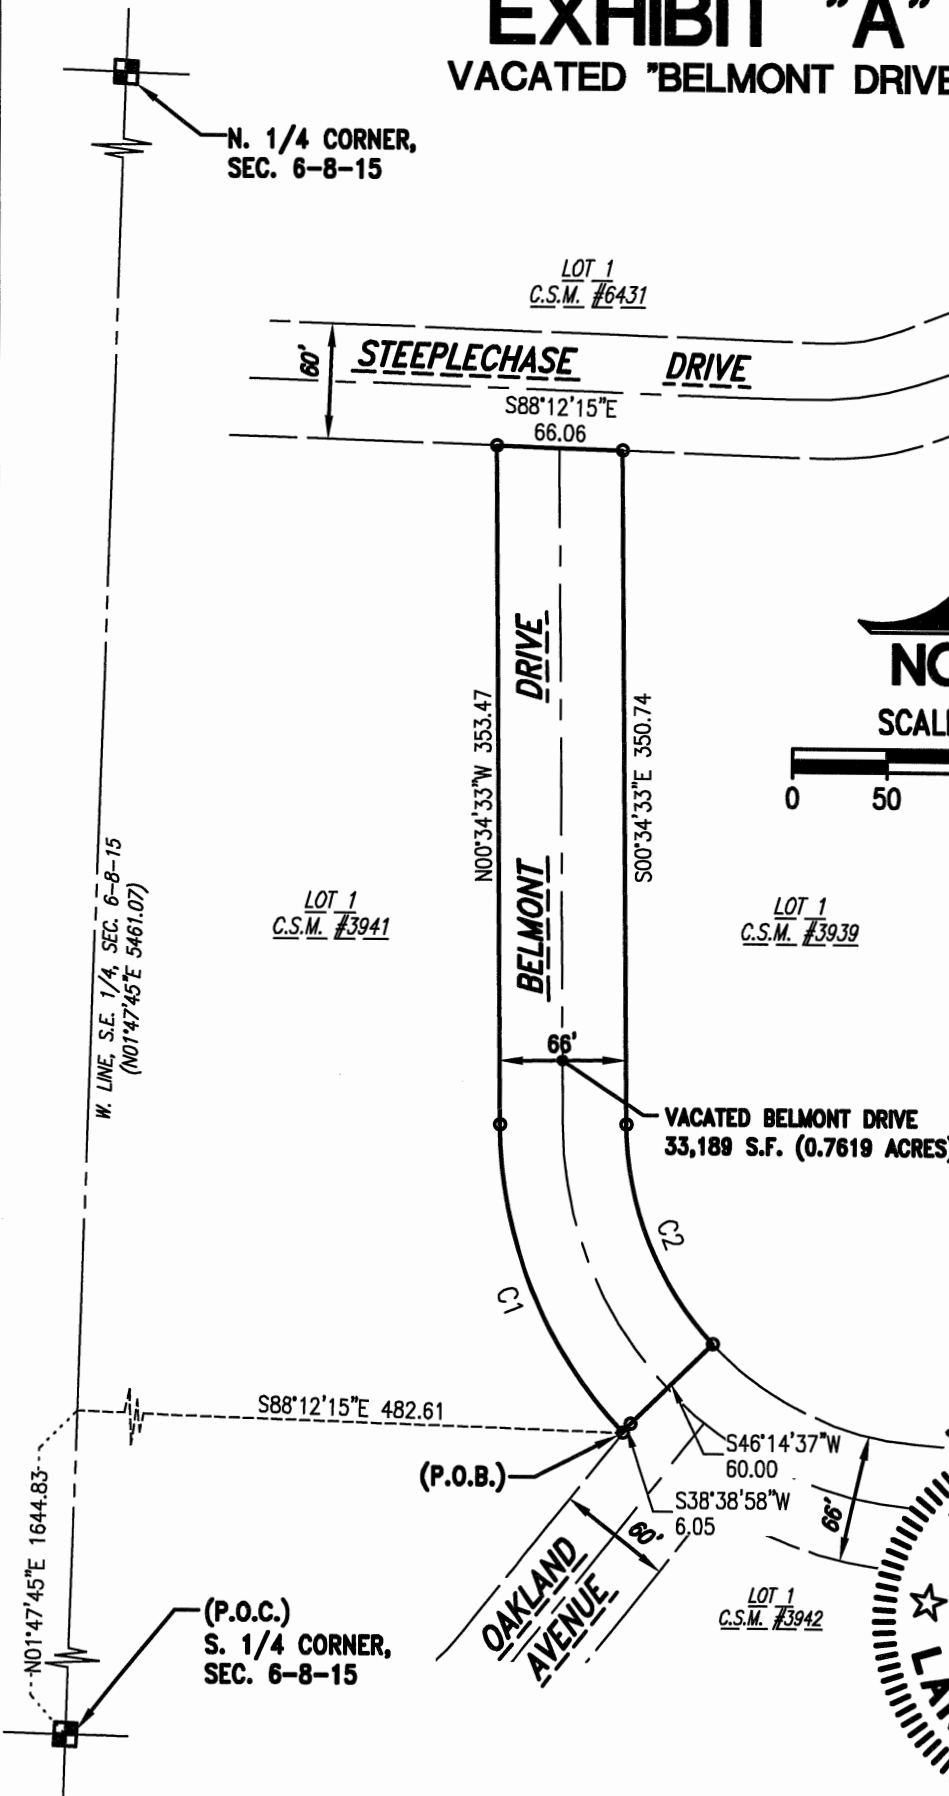 EXHIBIT "A"
VACATED "BELMONT DRIVE
N. 1/4 CORNER,
SEC. 6-8-15
LOT 1
C.S.M. #6431
60'
STEEPLECHASE DRIVE
S88°12'15"E
66.06
BELMONT DRIVE
N00°34'33"W 353.47
S00°34'33"E 350.74
SCAL
0 50
W. LINE, S.E. 1/4, SEC. 6-8-15
(N01°47'45"E 5461.07)
LOT 1
C.S.M. #3941
LOT 1
C.S.M. #3939
66'
VACATED BELMONT DRIVE
33,189 S.F. (0.7619 ACRES)
C2
C1
S88°12'15"E 482.61
(P.O.B.)
S46°14'37"W
60.00
S38°38'58"W
6.05
66'
60'
OAKLAND
AVENUE
LOT 1
C.S.M. #3942
N01°47'45"E 1644.83
(P.O.C.)
S. 1/4 CORNER,
SEC. 6-8-15